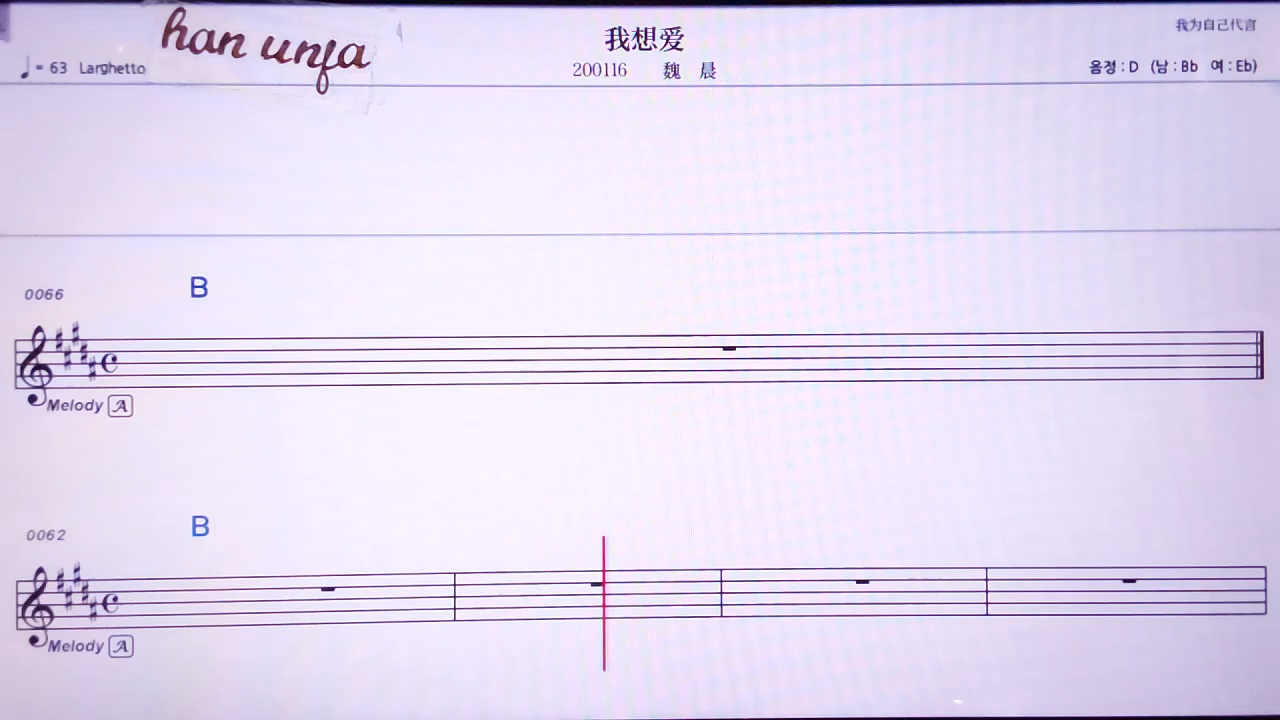 han unfa
我想爱
我为自己代言
♩= 63 Larghetto
200116 魏 晨
음정 : D (남 : Bb 여 : Eb)
0066
B
Melody A
0062
B
Melody A